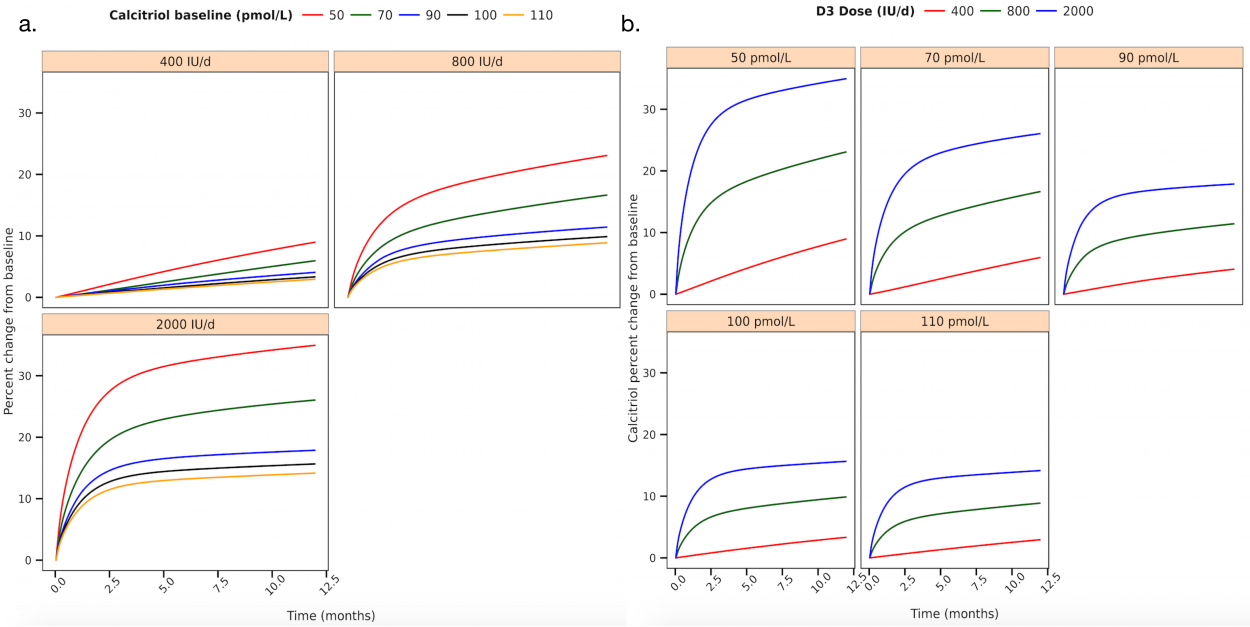 a.
Calcitriol baseline (pmol/L) 50 70 90 100 110
400 IU/d 800 IU/d
30
20
10
0
2000 IU/d
30
20
10
0
0.0 2.5 5.0 7.5 10.0 12.5
Percent change from baseline
Time (months)
b.
D3 Dose (IU/d) 400 800 2000
50 pmol/L 70 pmol/L 90 pmol/L
30
20
10
0
100 pmol/L 110 pmol/L
30
20
10
0
0.0 2.5 5.0 7.5 10.0 12.5 0.0 2.5 5.0 7.5 10.0 12.5
Calcitriol percent change from baseline
Time (months)